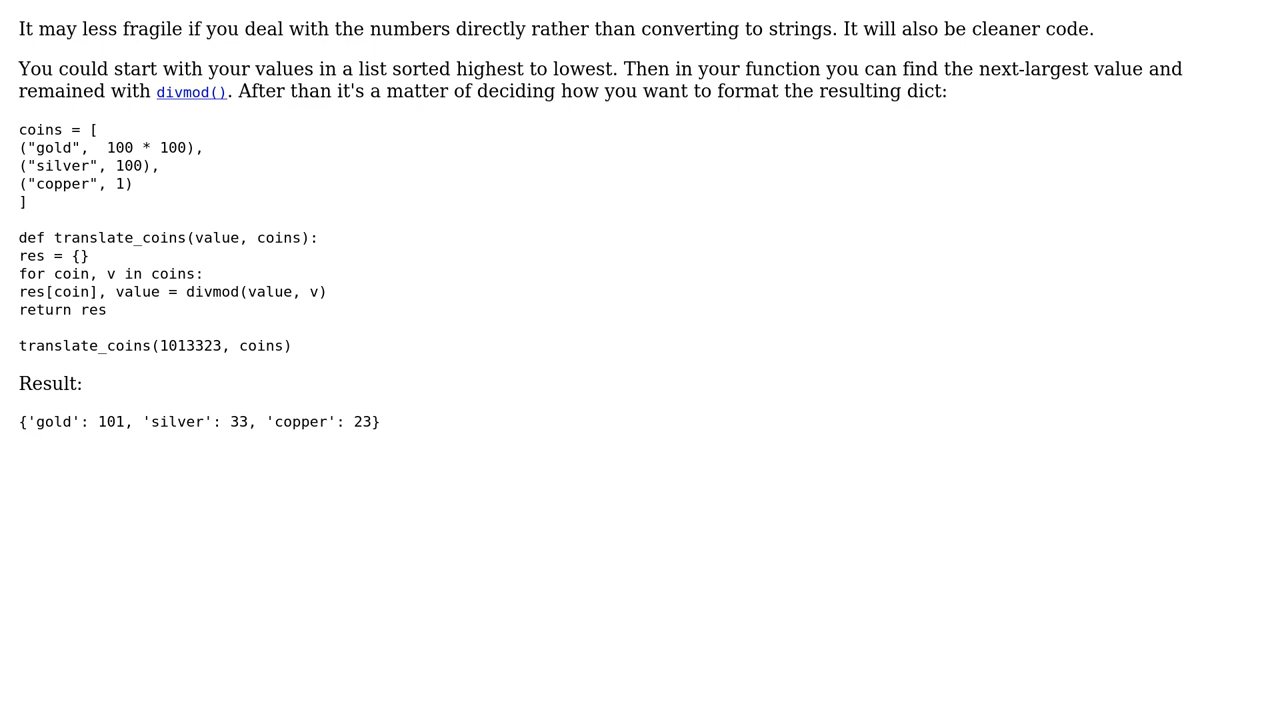 It may less fragile if you deal with the numbers directly rather than converting to strings. It will also be cleaner code.
You could start with your values in a list sorted highest to lowest. Then in your function you can find the next-largest value and
remained with divmod(). After than it's a matter of deciding how you want to format the resulting dict:
coins = [
("gold",  100 * 100),
("silver", 100),
("copper", 1)
]
def translate_coins(value, coins):
res = {}
for coin, v in coins:
res[coin], value = divmod(value, v)
return res
translate_coins(1013323, coins)
Result:
{'gold': 101, 'silver': 33, 'copper': 23}